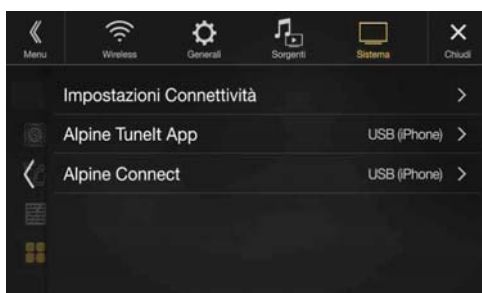 Menu
Wireless
Generali
Sorgenti
Sistema
Chiudi
Impostazioni Connettività
Alpine TuneIt App USB (iPhone)
Alpine Connect USB (iPhone)